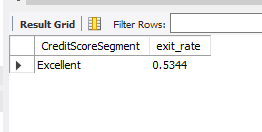 Result Grid Filter Rows:
CreditScoreSegment exit_rate
Excellent 0.5344